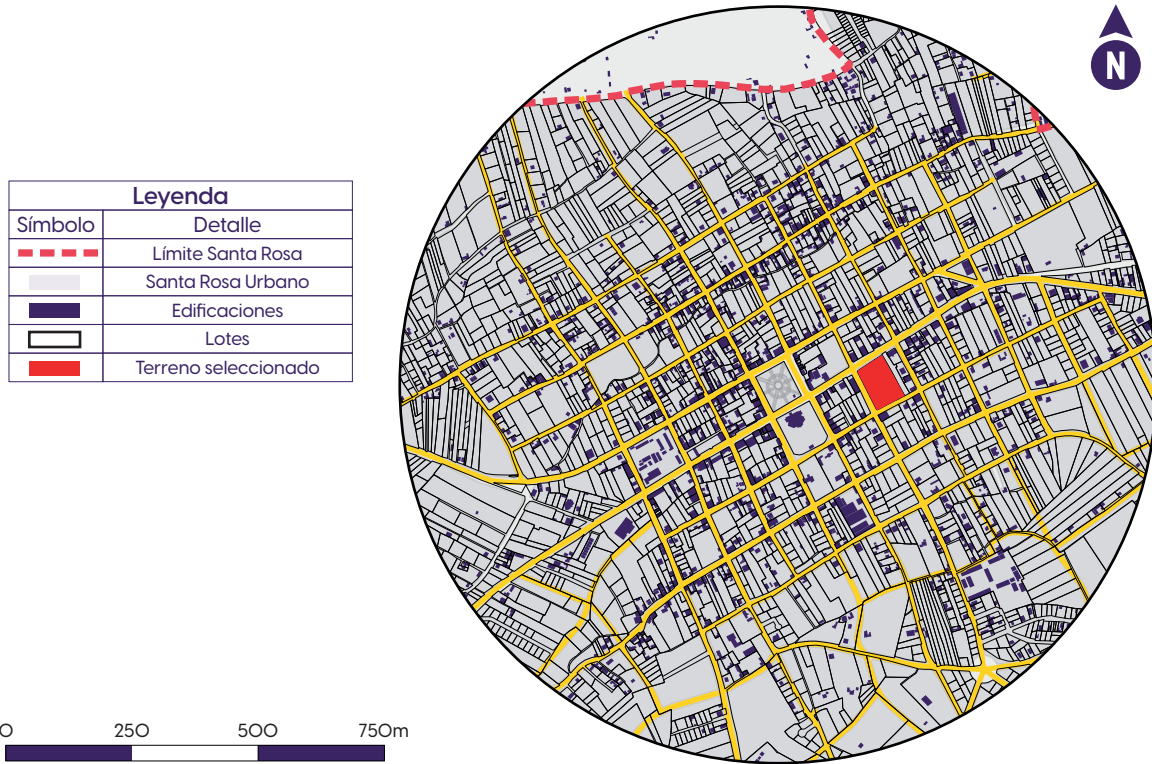 N
Leyenda
Símbolo Detalle
Límite Santa Rosa
Santa Rosa Urbano
Edificaciones
Lotes
Terreno seleccionado
0 250 500 750m